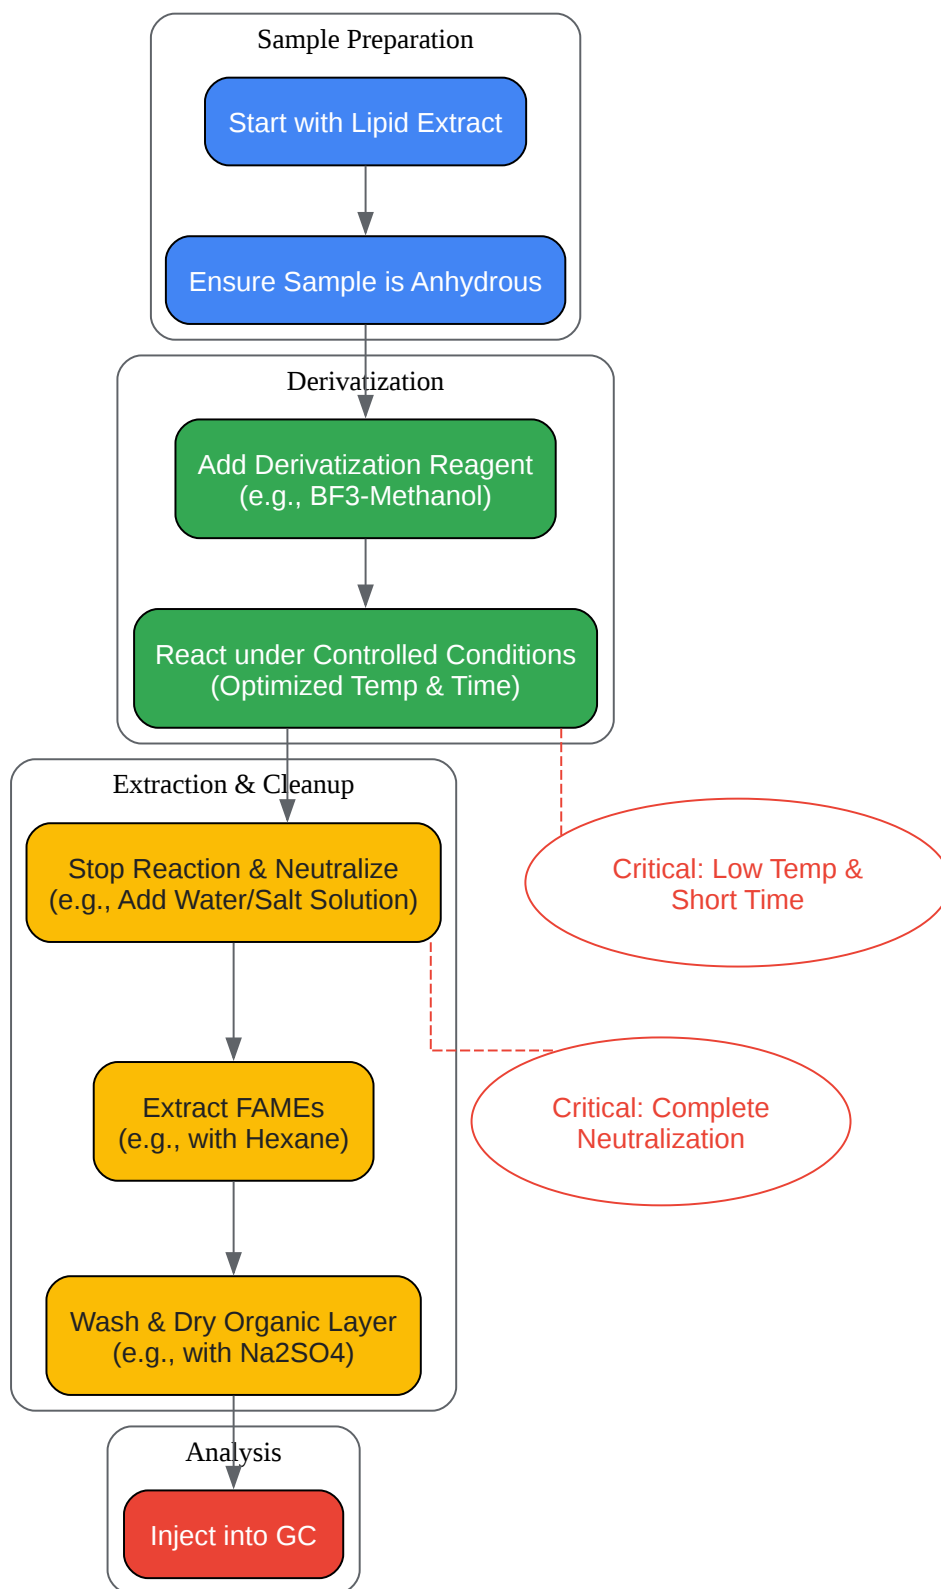 Sample Preparation
Start with Lipid Extract
Ensure Sample is Anhydrous
Derivatization
Add Derivatization Reagent
(e.g., BF3-Methanol)
React under Controlled Conditions
(Optimized Temp & Time)
Extraction & Cleanup
Stop Reaction & Neutralize
(e.g., Add Water/Salt Solution)
Critical: Low Temp &
Short Time
Extract FAMEs
(e.g., with Hexane)
Critical: Complete
Neutralization
Wash & Dry Organic Layer
(e.g., with Na2SO4)
Analysis
Inject into GC